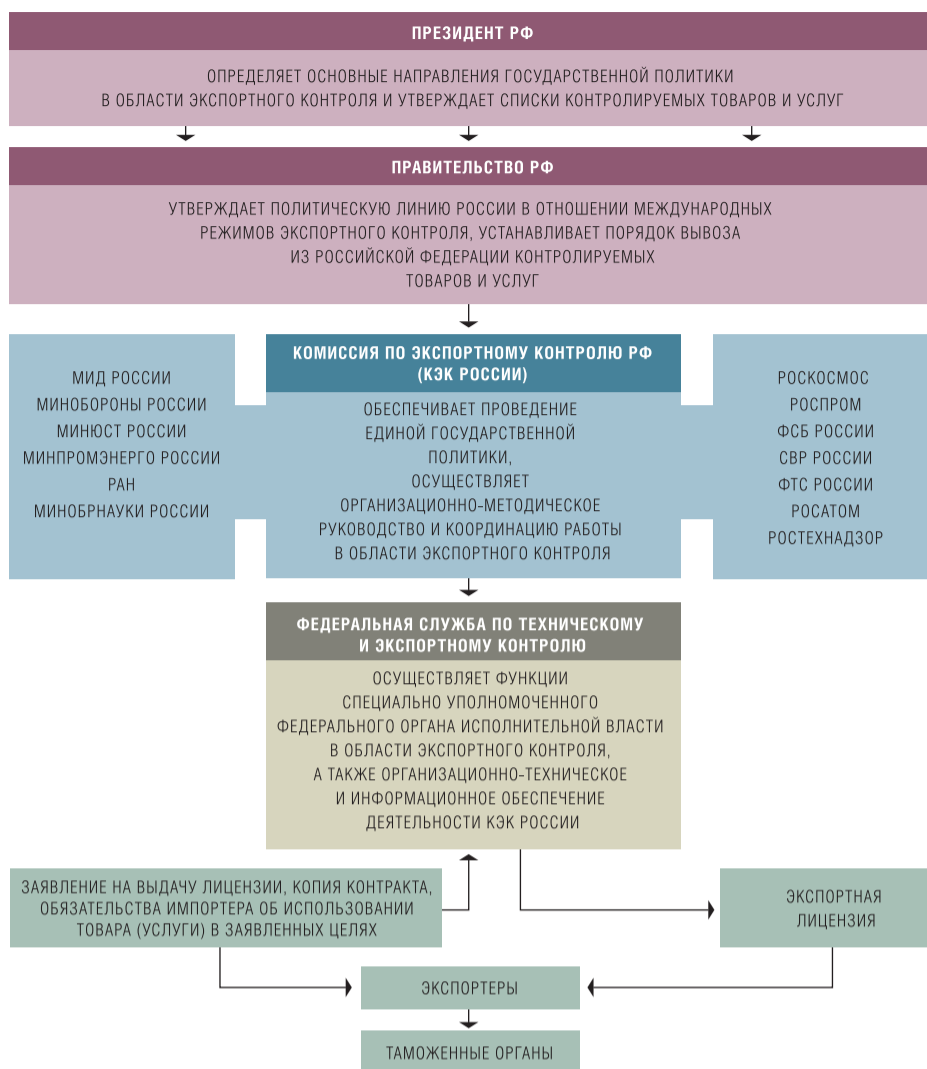 ПРЕЗИДЕНТ РФ
ОПРЕДЕЛЯЕТ ОСНОВНЫЕ НАПРАВЛЕНИЯ ГОСУДАРСТВЕННОЙ ПОЛИТИКИ
В ОБЛАСТИ ЭКСПОРТНОГО КОНТРОЛЯ И УТВЕРЖДАЕТ СПИСКИ КОНТРОЛИРУЕМЫХ ТОВАРОВ И УСЛУГ
ПРАВИТЕЛЬСТВО РФ
УТВЕРЖДАЕТ ПОЛИТИЧЕСКУЮ ЛИНИЮ РОССИИ В ОТНОШЕНИИ МЕЖДУНАРОДНЫХ
РЕЖИМОВ ЭКСПОРТНОГО КОНТРОЛЯ, УСТАНАВЛИВАЕТ ПОРЯДОК ВЫВОЗА
ИЗ РОССИЙСКОЙ ФЕДЕРАЦИИ КОНТРОЛИРУЕМЫХ
ТОВАРОВ И УСЛУГ
МИД РОССИИ
МИНОБОРОНЫ РОССИИ
МИНЮСТ РОССИИ
МИНПРОМЭНЕРГО РОССИИ
РАН
МИНОБРНАУКИ РОССИИ
КОМИССИЯ ПО ЭКСПОРТНОМУ КОНТРОЛЮ РФ
(КЭК РОССИИ)
ОБЕСПЕЧИВАЕТ ПРОВЕДЕНИЕ
ЕДИНОЙ ГОСУДАРСТВЕННОЙ
ПОЛИТИКИ,
ОСУЩЕСТВЛЯЕТ
ОРГАНИЗАЦИОННО-МЕТОДИЧЕСКОЕ
РУКОВОДСТВО И КООРДИНАЦИЮ РАБОТЫ
В ОБЛАСТИ ЭКСПОРТНОГО КОНТРОЛЯ
РОСКОСМОС
РОСПРОМ
ФСБ РОССИИ
СВР РОССИИ
ФТС РОССИИ
РОСАТОМ
РОСТЕХНАДЗОР
ФЕДЕРАЛЬНАЯ СЛУЖБА ПО ТЕХНИЧЕСКОМУ
И ЭКСПОРТНОМУ КОНТРОЛЮ
ОСУЩЕСТВЛЯЕТ ФУНКЦИИ
СПЕЦИАЛЬНО УПОЛНОМОЧЕННОГО
ФЕДЕРАЛЬНОГО ОРГАНА ИСПОЛНИТЕЛЬНОЙ ВЛАСТИ
В ОБЛАСТИ ЭКСПОРТНОГО КОНТРОЛЯ,
А ТАКЖЕ ОРГАНИЗАЦИОННО-ТЕХНИЧЕСКОЕ
И ИНФОРМАЦИОННОЕ ОБЕСПЕЧЕНИЕ
ДЕЯТЕЛЬНОСТИ КЭК РОССИИ
ЗАЯВЛЕНИЕ НА ВЫДАЧУ ЛИЦЕНЗИИ, КОПИЯ КОНТРАКТА,
ОБЯЗАТЕЛЬСТВА ИМПОРТЕРА ОБ ИСПОЛЬЗОВАНИИ
ТОВАРА (УСЛУГИ) В ЗАЯВЛЕННЫХ ЦЕЛЯХ
ЭКСПОРТНАЯ
ЛИЦЕНЗИЯ
ЭКСПОРТЕРЫ
ТАМОЖЕННЫЕ ОРГАНЫ